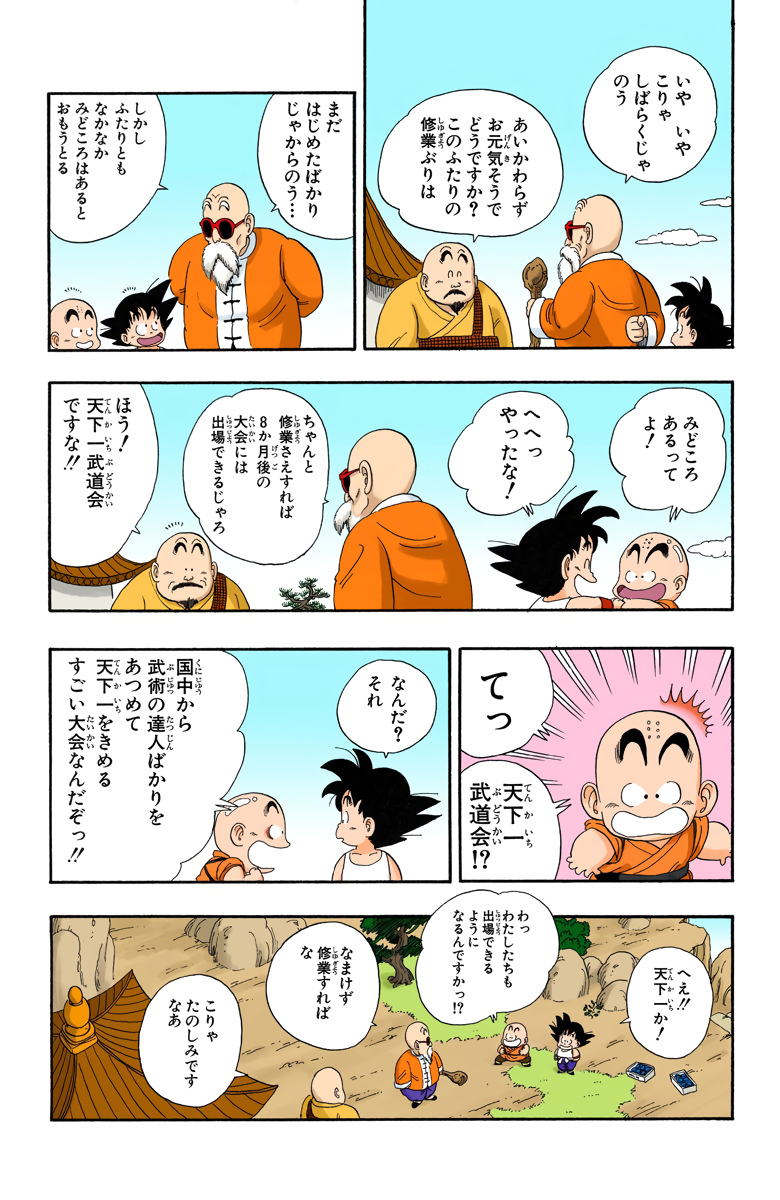 いや いや
こりゃ
しばらくじゃ
のう
あいかわらず
お元気そうで
どうですか?
このふたりの
修業ぶりは
まだ
はじめたばかり
じゃからのう…
しかし
ふたりとも
なかなか
みどころはあると
おもうとる
みどころ
あるって
よ!
へへっ
やったな!
ちゃんと
修業さえすれば
8か月後の
大会には
出場できるじゃろ
ほう!
天下一武道会
ですな!!
てっ
天下一
武道会!?
なんだ?
それ
国中から
武術の達人ばかりを
あつめて
天下一をきめる
すごい大会なんだぞっ!!
へえ!!
天下一か!
わっ
わたしたちも
出場できる
ように
なるんですかっ!?
なまけず
修業すれば
な
こりゃ
たのしみです
なあ